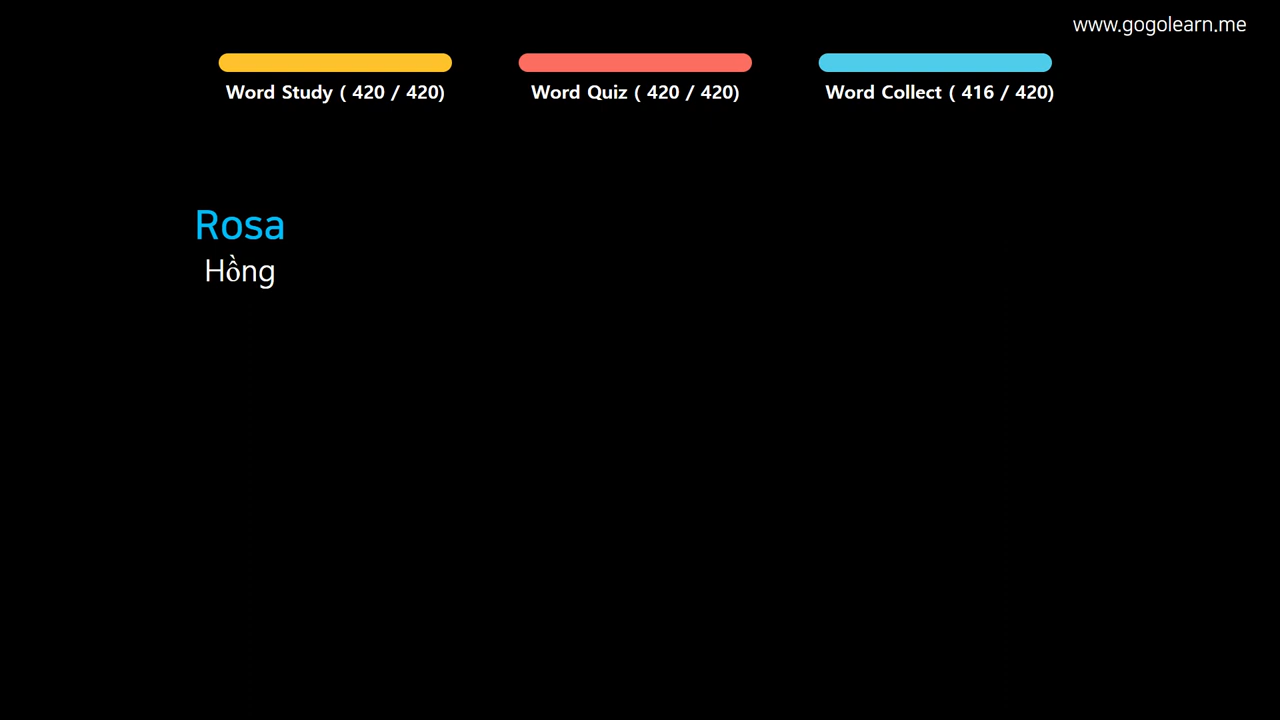 www.gogolearn.me
Word Study ( 420 / 420)
Word Quiz ( 420 / 420)
Word Collect ( 416 / 420)
Rosa
Hồng